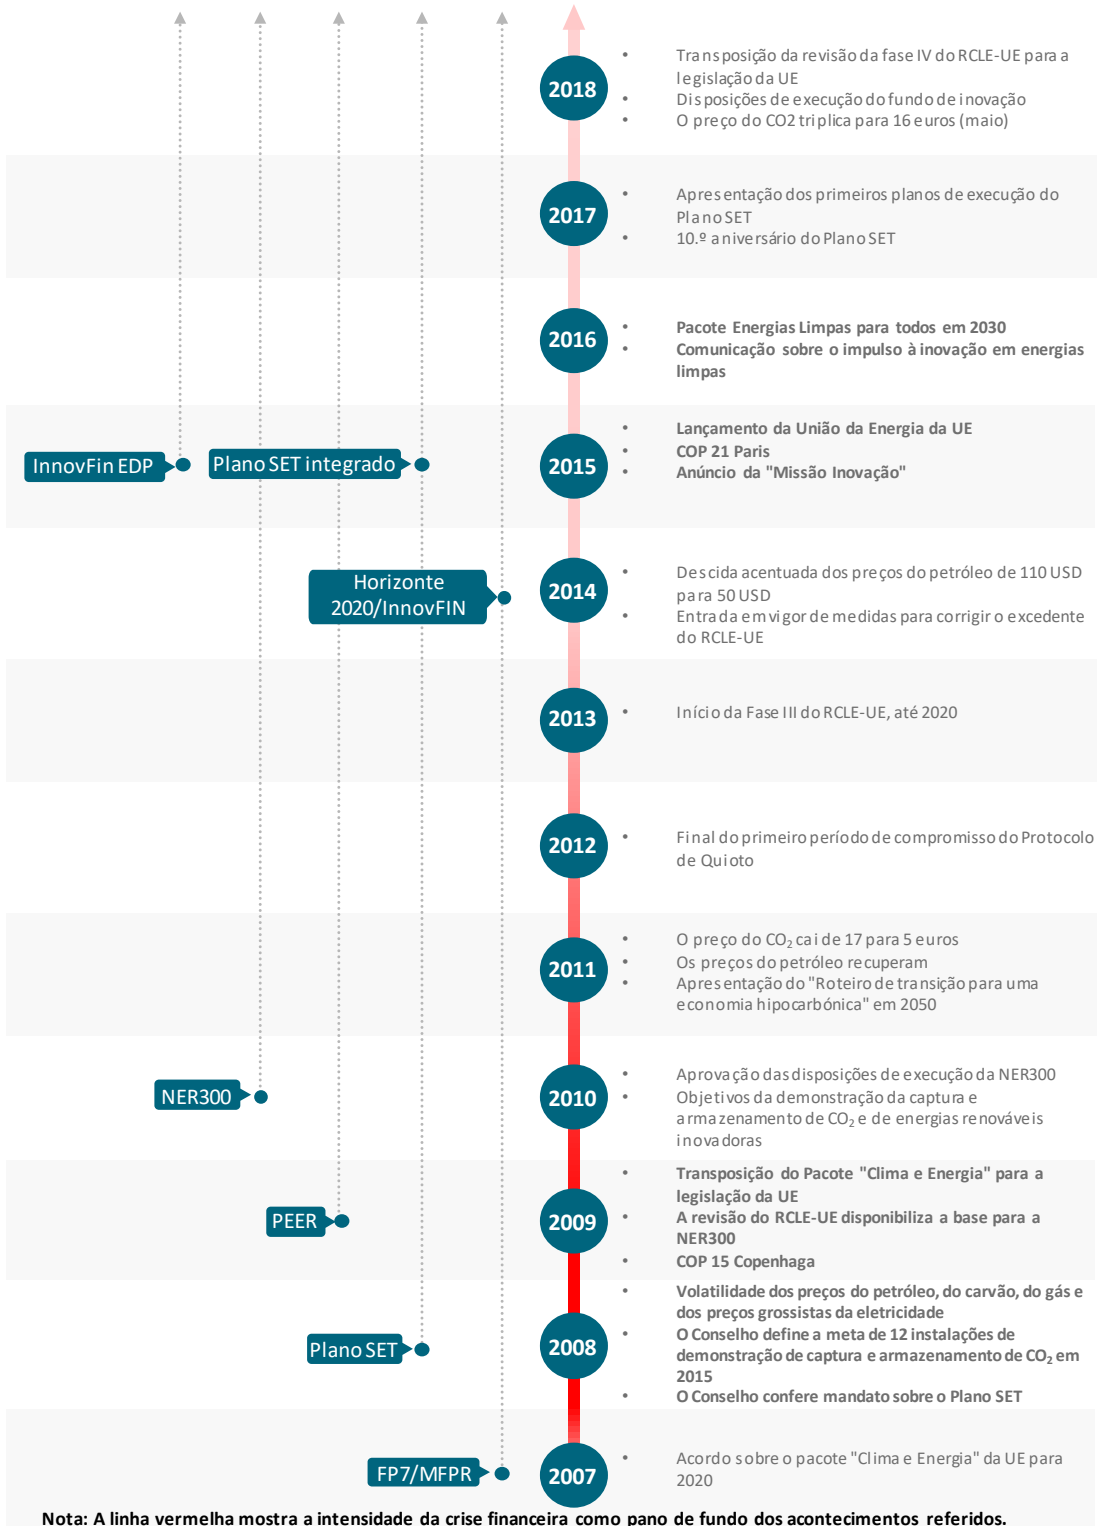 2018
• Transposição da revisão da fase IV do RCLE-UE para a
legislação da UE
• Disposições de execução do fundo de inovação
• O preço do CO2 triplica para 16 euros (maio)
2017
• Apresentação dos primeiros planos de execução do
Plano SET
• 10.º aniversário do Plano SET
2016
• Pacote Energias Limpas para todos em 2030
• Comunicação sobre o impulso à inovação em energias
limpas
InnovFin EDP
Plano SET integrado
2015
• Lançamento da União da Energia da UE
• COP 21 Paris
• Anúncio da "Missão Inovação"
Horizonte
2020/InnovFIN
2014
• Descida acentuada dos preços do petróleo de 110 USD
para 50 USD
• Entrada em vigor de medidas para corrigir o excedente
do RCLE-UE
2013
• Início da Fase III do RCLE-UE, até 2020
2012
• Final do primeiro período de compromisso do Protocolo
de Quioto
2011
• O preço do CO₂ cai de 17 para 5 euros
• Os preços do petróleo recuperam
• Apresentação do "Roteiro de transição para uma
economia hipocarbónica" em 2050
NER300
2010
• Aprovação das disposições de execução da NER300
• Objetivos da demonstração da captura e
armazenamento de CO₂ e de energias renováveis
inovadoras
PEER
2009
• Transposição do Pacote "Clima e Energia" para a
legislação da UE
• A revisão do RCLE-UE disponibiliza a base para a
NER300
• COP 15 Copenhaga
Plano SET
2008
• Volatilidade dos preços do petróleo, do carvão, do gás e
dos preços grossistas da eletricidade
• O Conselho define a meta de 12 instalações de
demonstração de captura e armazenamento de CO₂ em
2015
• O Conselho confere mandato sobre o Plano SET
FP7/MFPR
2007
• Acordo sobre o pacote "Clima e Energia" da UE para
2020
Nota: A linha vermelha mostra a intensidade da crise financeira como pano de fundo dos acontecimentos referidos.